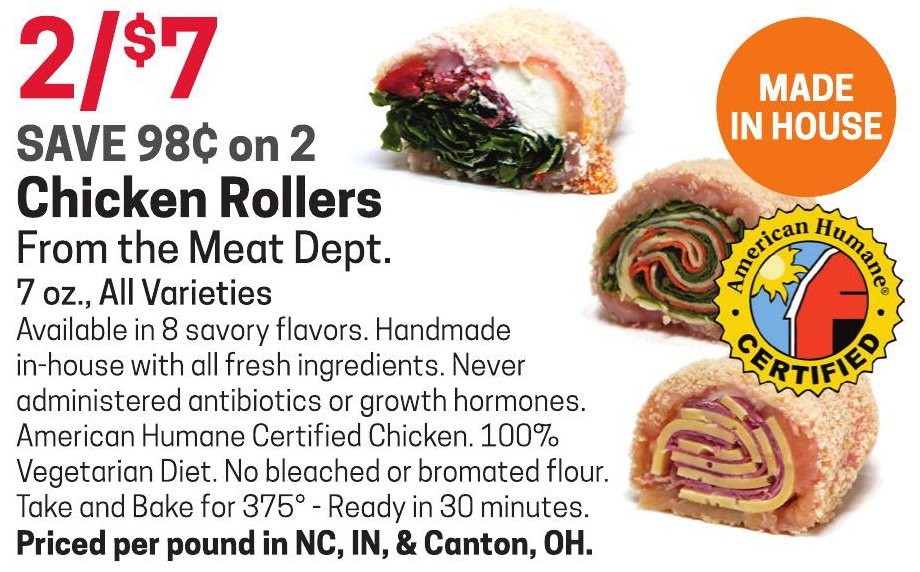 2/$7
SAVE 98¢ on 2
Chicken Rollers
From the Meat Dept.
7 oz., All Varieties
Available in 8 savory flavors. Handmade
in-house with all fresh ingredients. Never
administered antibiotics or growth hormones.
American Humane Certified Chicken. 100%
Vegetarian Diet. No bleached or bromated flour.
Take and Bake for 375° - Ready in 30 minutes.
Priced per pound in NC, IN, & Canton, OH.
MADE
IN HOUSE
American Humane®
CERTIFIED